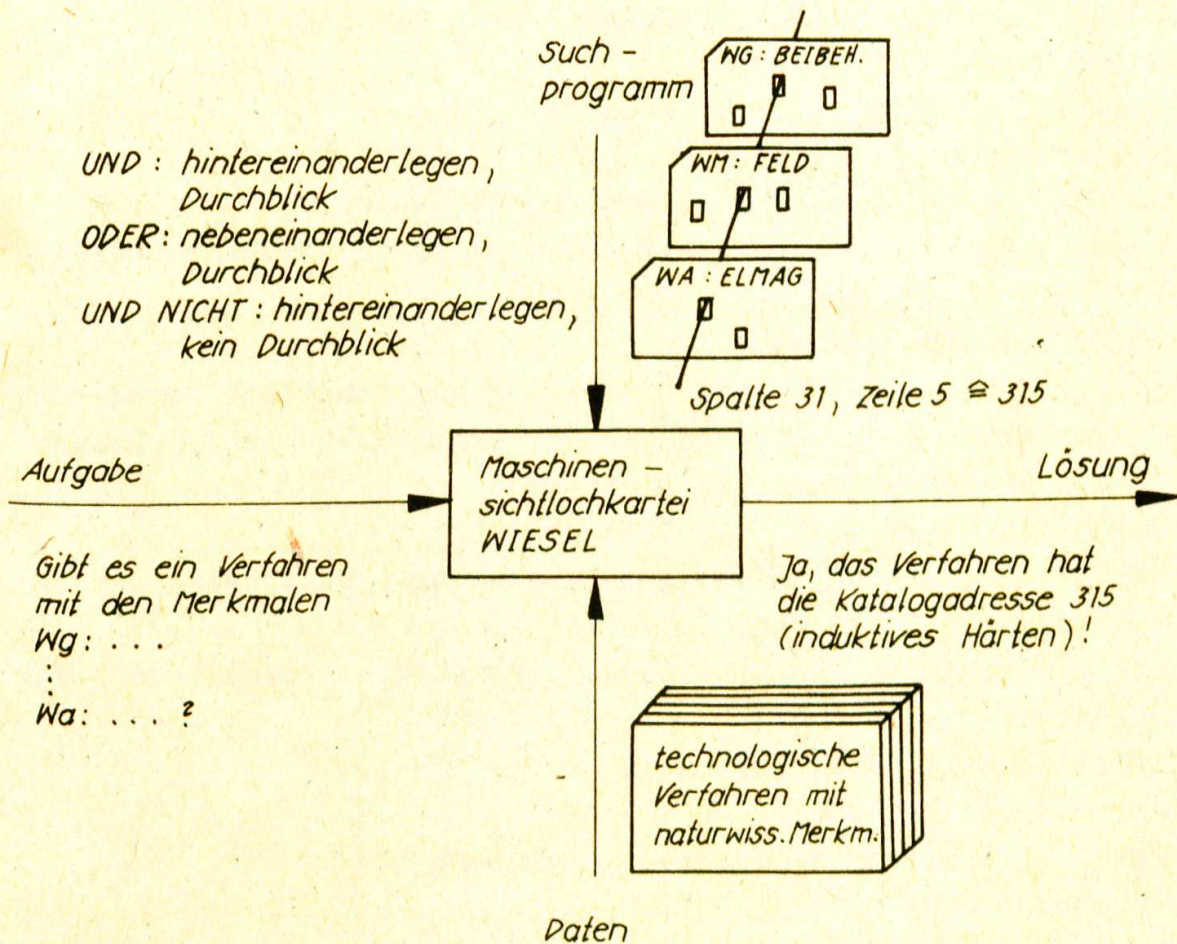 Such-
programm
WG: BEIBEH.
WM: FELD
WA: ELMAG
UND: hintereinanderlegen,
Durchblick
ODER: nebeneinanderlegen,
Durchblick
UND NICHT: hintereinanderlegen,
kein Durchblick
Spalte 31, Zeile 5 ≙ 315
Aufgabe
Maschinen-
sichtlochkartei
WIESEL
Lösung
Gibt es ein Verfahren
mit den Merkmalen
Wg: ...
⋮
Wa: ... ?
Ja, das Verfahren hat
die Katalogadresse 315
(induktives Härten)!
technologische
Verfahren mit
naturwiss. Merkm.
Daten